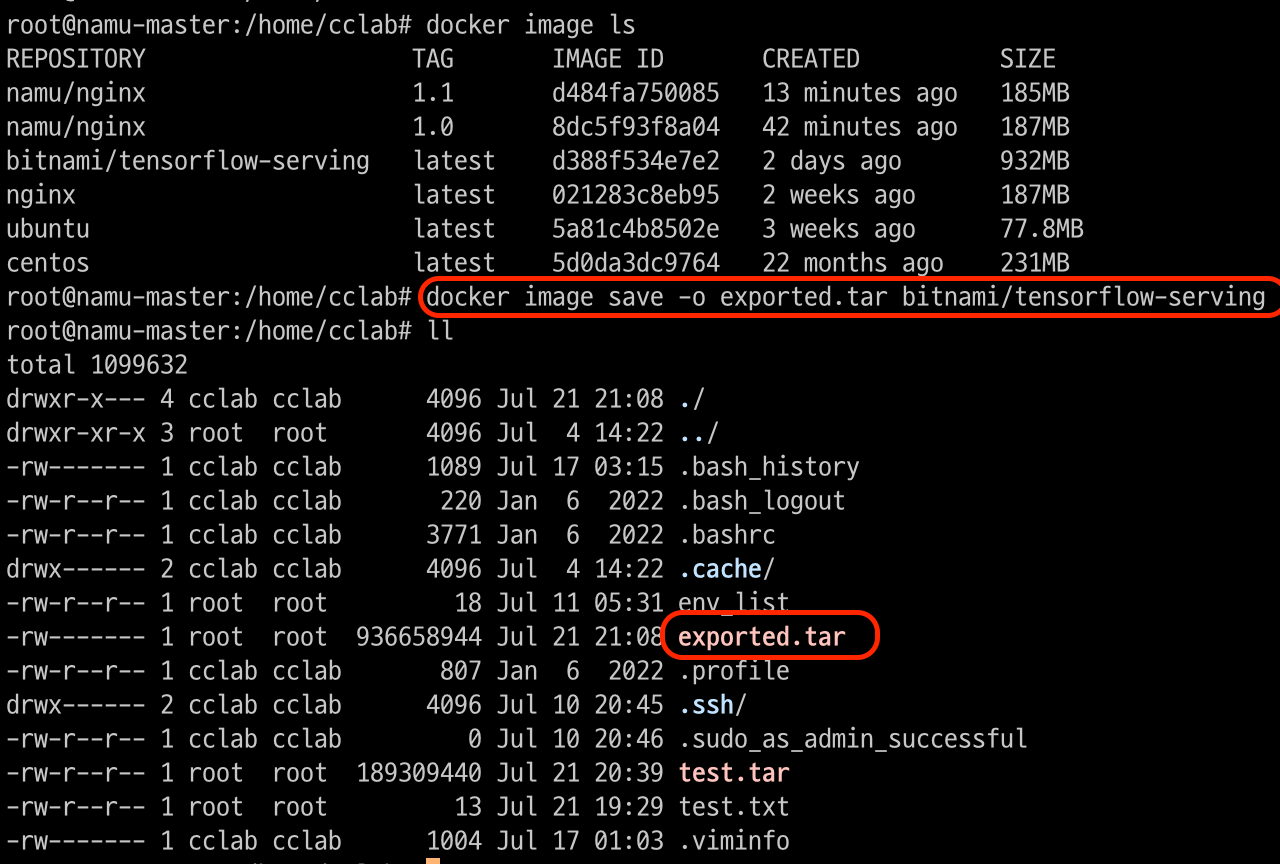 root@namu-master:/home/cclab# docker image ls
REPOSITORY                   TAG       IMAGE ID       CREATED          SIZE
namu/nginx                   1.1       d484fa750085   13 minutes ago   185MB
namu/nginx                   1.0       8dc5f93f8a04   42 minutes ago   187MB
bitnami/tensorflow-serving   latest    d388f534e7e2   2 days ago       932MB
nginx                        latest    021283c8eb95   2 weeks ago      187MB
ubuntu                       latest    5a81c4b8502e   3 weeks ago      77.8MB
centos                       latest    5d0da3dc9764   22 months ago    231MB
root@namu-master:/home/cclab# docker image save -o exported.tar bitnami/tensorflow-serving
root@namu-master:/home/cclab# ll
total 1099632
drwxr-x--- 4 cclab cclab      4096 Jul 21 21:08 ./
drwxr-xr-x 3 root  root       4096 Jul  4 14:22 ../
-rw------- 1 cclab cclab      1089 Jul 17 03:15 .bash_history
-rw-r--r-- 1 cclab cclab       220 Jan  6  2022 .bash_logout
-rw-r--r-- 1 cclab cclab      3771 Jan  6  2022 .bashrc
drwx------ 2 cclab cclab      4096 Jul  4 14:22 .cache/
-rw-r--r-- 1 root  root         18 Jul 11 05:31 env_list
-rw------- 1 root  root  936658944 Jul 21 21:08 exported.tar
-rw-r--r-- 1 cclab cclab       807 Jan  6  2022 .profile
drwx------ 2 cclab cclab      4096 Jul 10 20:45 .ssh/
-rw-r--r-- 1 cclab cclab         0 Jul 10 20:46 .sudo_as_admin_successful
-rw-r--r-- 1 root  root  189309440 Jul 21 20:39 test.tar
-rw-r--r-- 1 root  root         13 Jul 21 19:29 test.txt
-rw------- 1 cclab cclab      1004 Jul 17 01:03 .viminfo